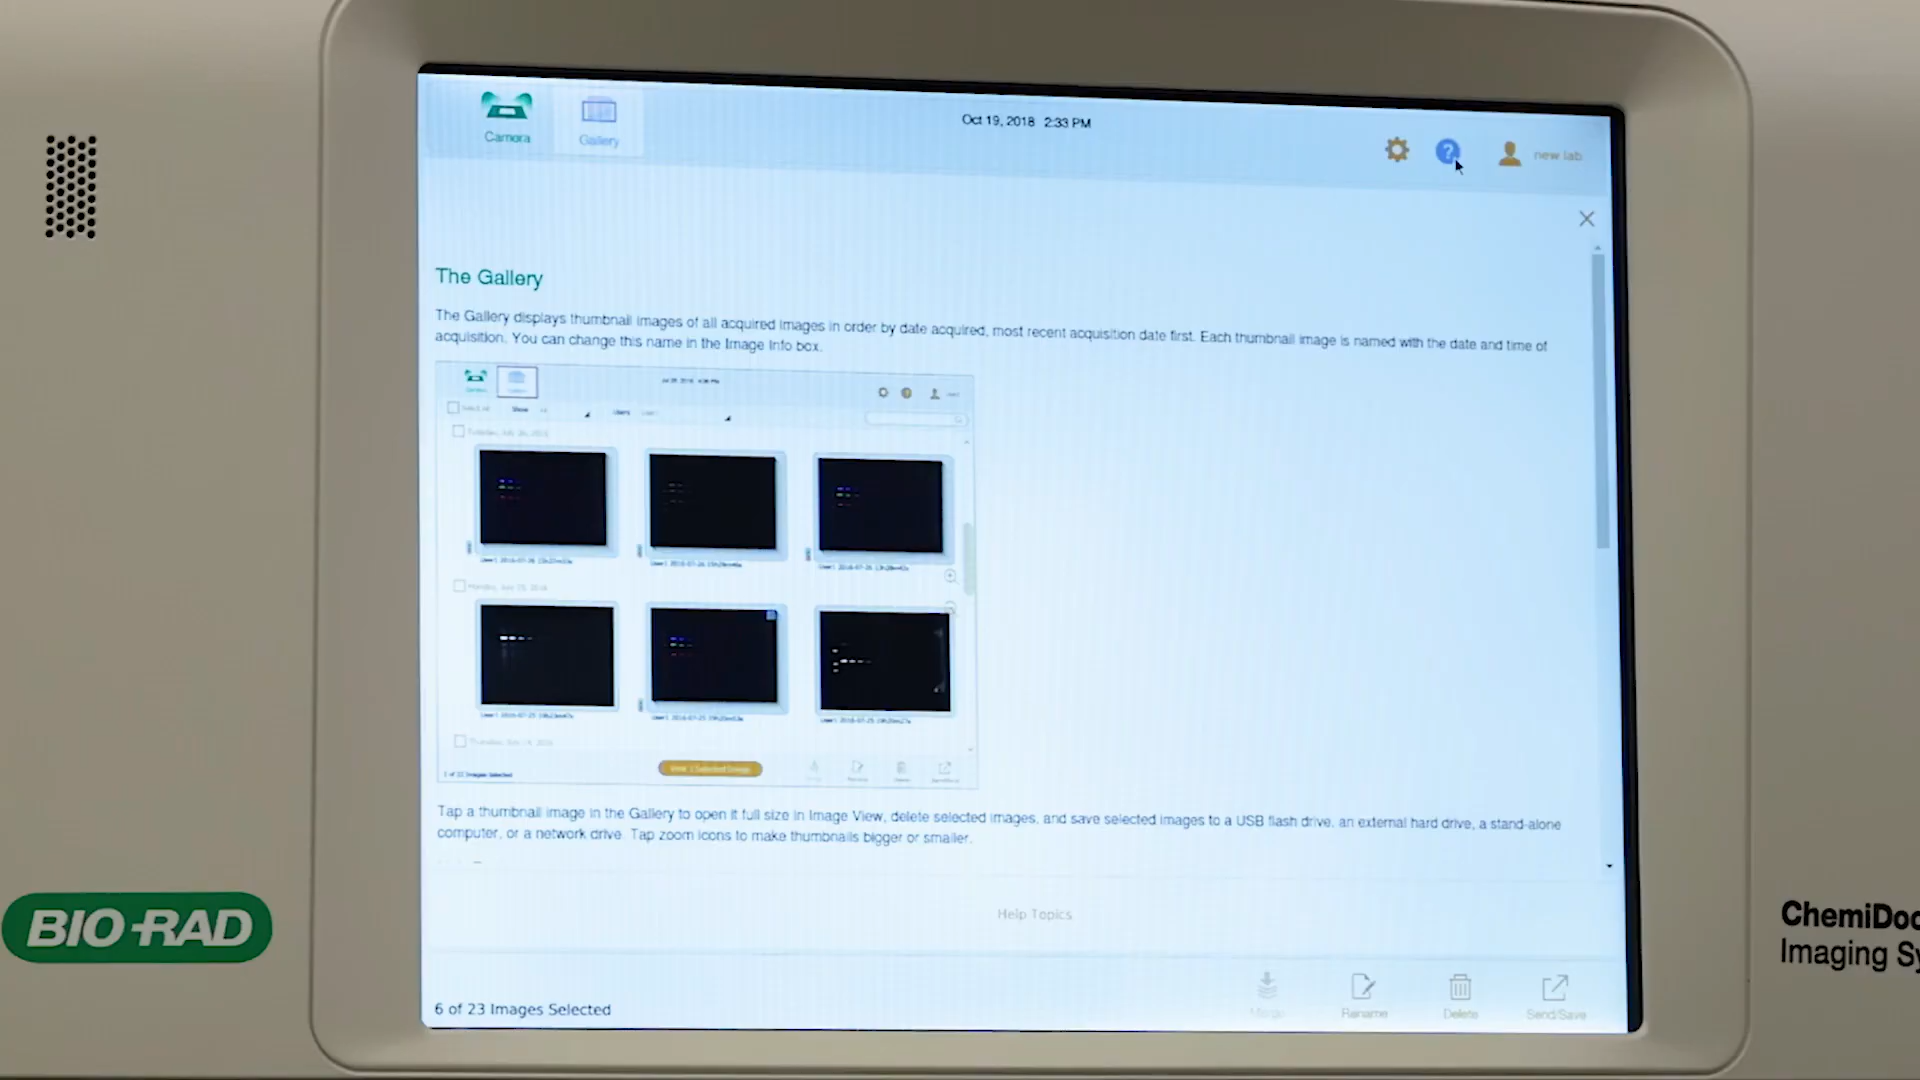 Camera
Gallery
Oct 19, 2018 2:33 PM
new lab
The Gallery
The Gallery displays thumbnail images of all acquired images in order by date acquired, most recent acquisition date first. Each thumbnail image is named with the date and time of
acquisition. You can change this name in the Image Info box.
Select All
Show
Users
Tap a thumbnail image in the Gallery to open it full size in Image View, delete selected images, and save selected images to a USB flash drive, an external hard drive, a stand-alone
computer, or a network drive. Tap zoom icons to make thumbnails bigger or smaller.
Help Topics
6 of 23 Images Selected
Merge
Rename
Delete
Send/Save
BIO-RAD
ChemiDoc
Imaging Sy